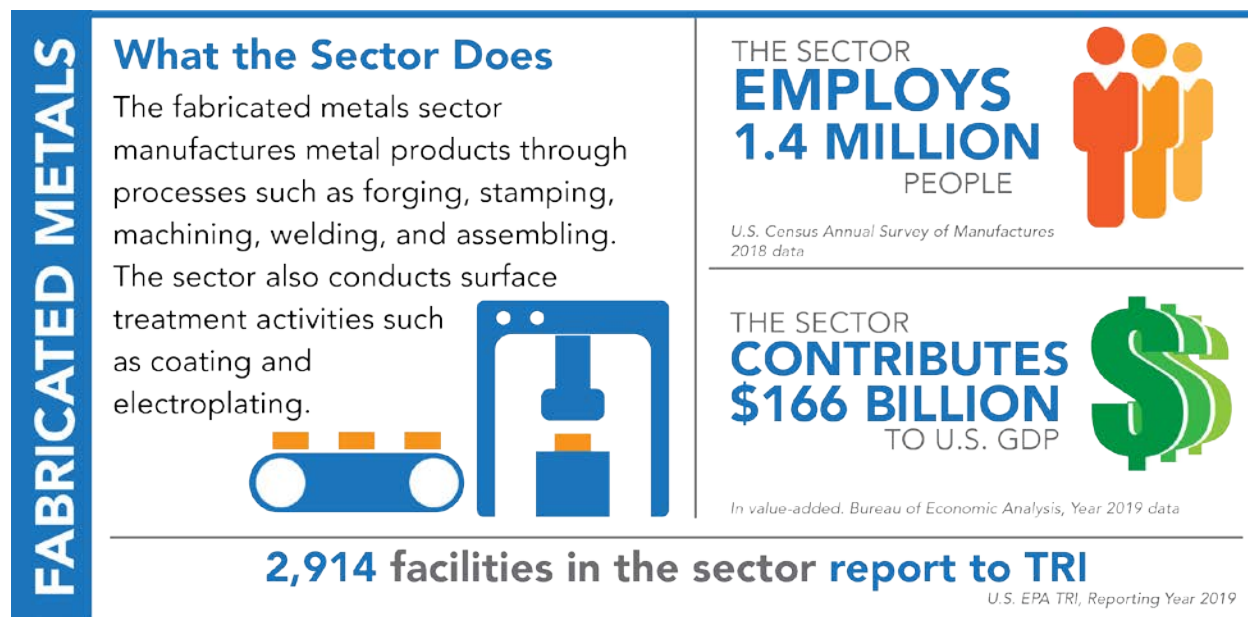 FABRICATED METALS
What the Sector Does
The fabricated metals sector
manufactures metal products through
processes such as forging, stamping,
machining, welding, and assembling.
The sector also conducts surface
treatment activities such
as coating and
electroplating.
THE SECTOR
EMPLOYS
1.4 MILLION
PEOPLE
U.S. Census Annual Survey of Manufactures
2018 data
THE SECTOR
CONTRIBUTES
$166 BILLION
TO U.S. GDP
In value-added. Bureau of Economic Analysis, Year 2019 data
2,914 facilities in the sector report to TRI
U.S. EPA TRI, Reporting Year 2019